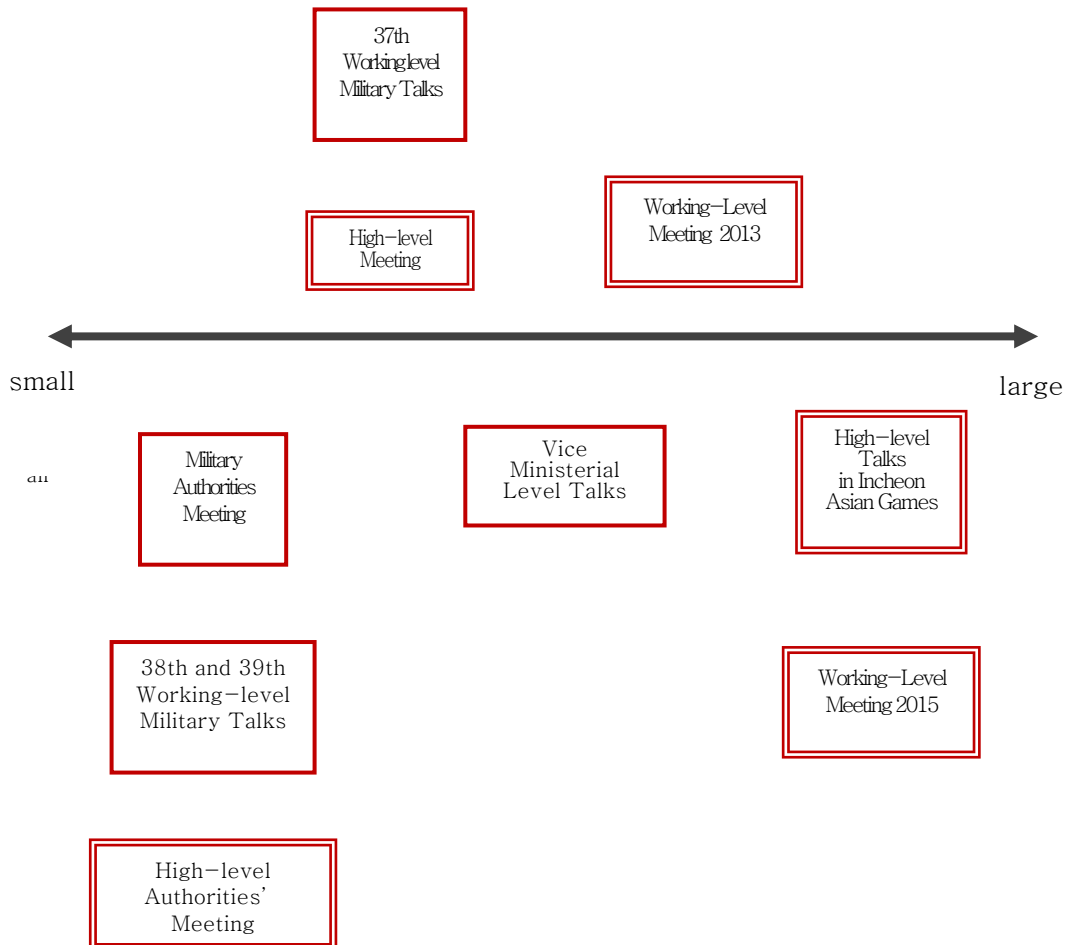 37th
Workinglevel
Military Talks
High-level
Meeting
Working-Level
Meeting 2013
small
large
Military
Authorities
Meeting
Vice
Ministerial
Level Talks
High-level
Talks
in Incheon
Asian Games
38th and 39th
Working-level
Military Talks
Working-Level
Meeting 2015
High-level
Authorities'
Meeting